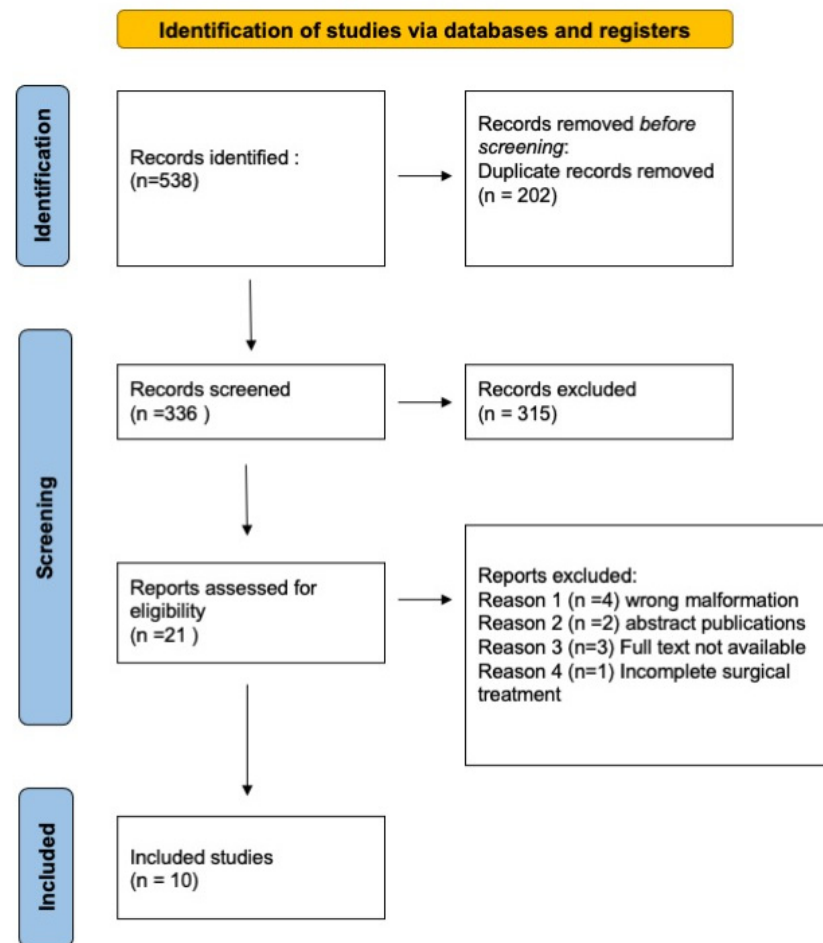 Identification of studies via databases and registers
Identification
Records identified :
(n=538)
Records removed before
screening:
Duplicate records removed
(n = 202)
Screening
Records screened
(n =336 )
Records excluded
(n = 315)
Reports assessed for
eligibility
(n =21 )
Reports excluded:
Reason 1 (n =4) wrong malformation
Reason 2 (n =2) abstract publications
Reason 3 (n=3) Full text not available
Reason 4 (n=1) Incomplete surgical
treatment
Included
Included studies
(n = 10)